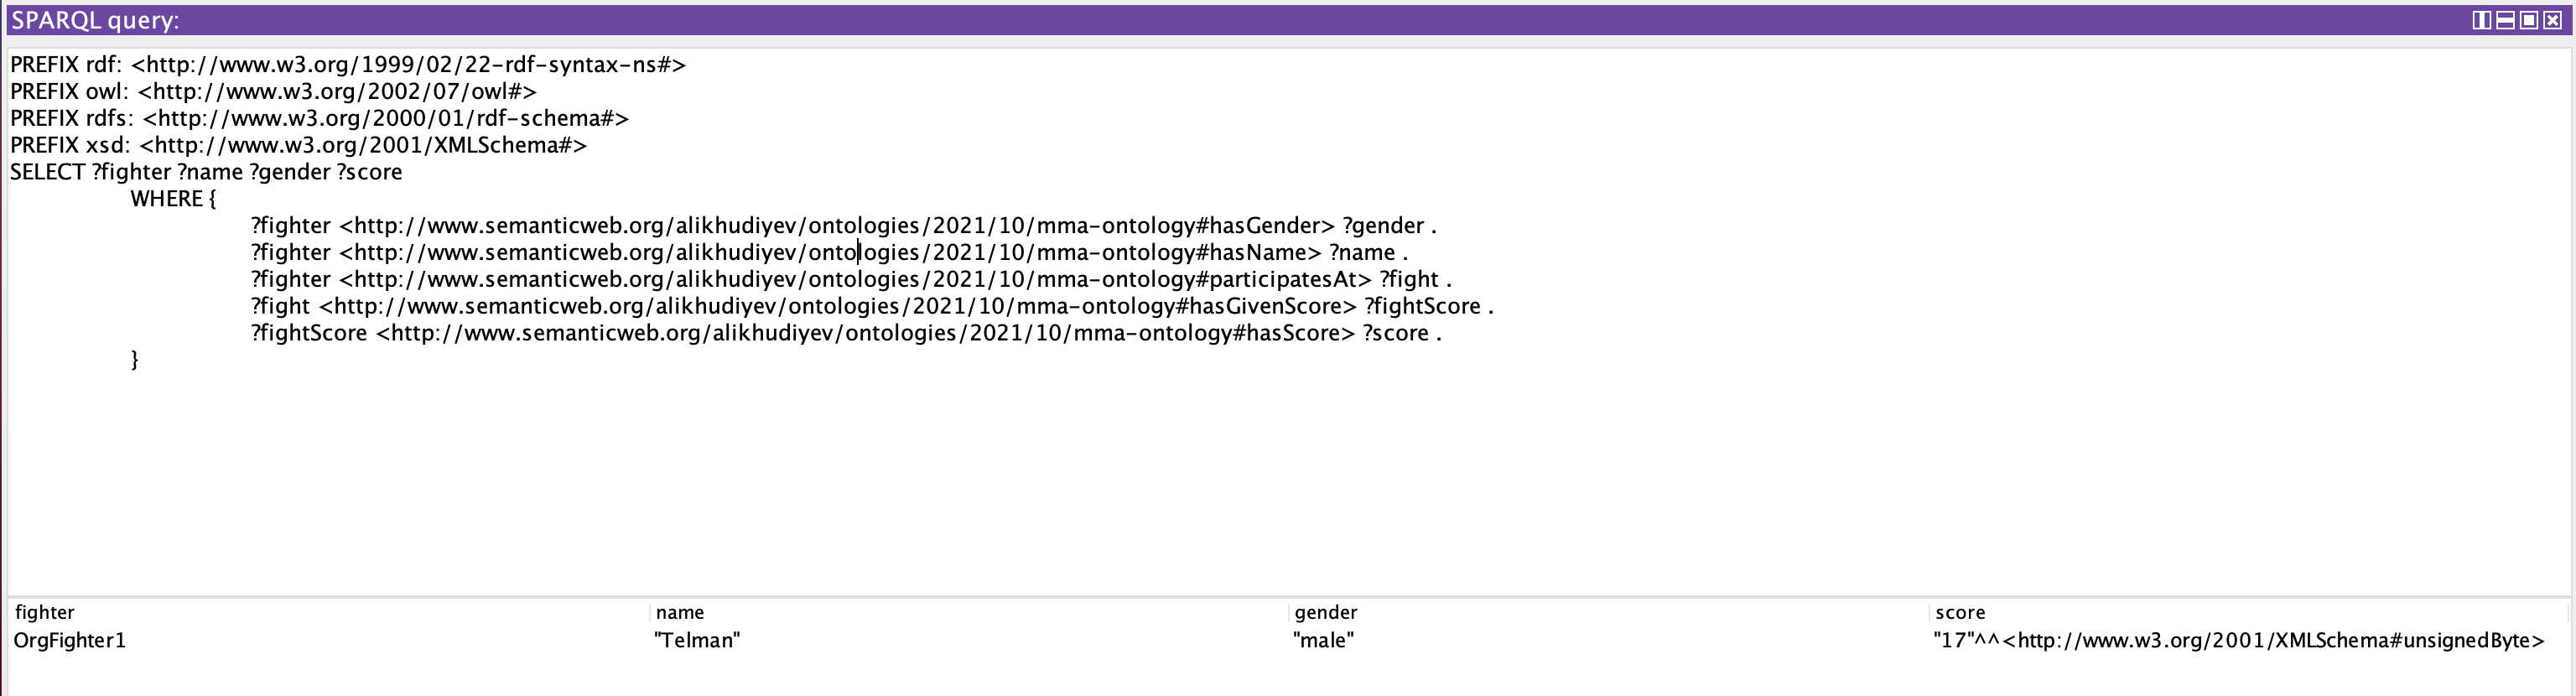 SPARQL query:
PREFIX rdf: <http://www.w3.org/1999/02/22-rdf-syntax-ns#>
PREFIX owl: <http://www.w3.org/2002/07/owl#>
PREFIX rdfs: <http://www.w3.org/2000/01/rdf-schema#>
PREFIX xsd: <http://www.w3.org/2001/XMLSchema#>
SELECT ?fighter ?name ?gender ?score
WHERE {
?fighter <http://www.semanticweb.org/alikhudiyev/ontologies/2021/10/mma-ontology#hasGender> ?gender .
?fighter <http://www.semanticweb.org/alikhudiyev/ontologies/2021/10/mma-ontology#hasName> ?name .
?fighter <http://www.semanticweb.org/alikhudiyev/ontologies/2021/10/mma-ontology#participatesAt> ?fight .
?fight <http://www.semanticweb.org/alikhudiyev/ontologies/2021/10/mma-ontology#hasGivenScore> ?fightScore .
?fightScore <http://www.semanticweb.org/alikhudiyev/ontologies/2021/10/mma-ontology#hasScore> ?score .
}
fighter name gender score
OrgFighter1 "Telman" "male" "17"^^<http://www.w3.org/2001/XMLSchema#unsignedByte>